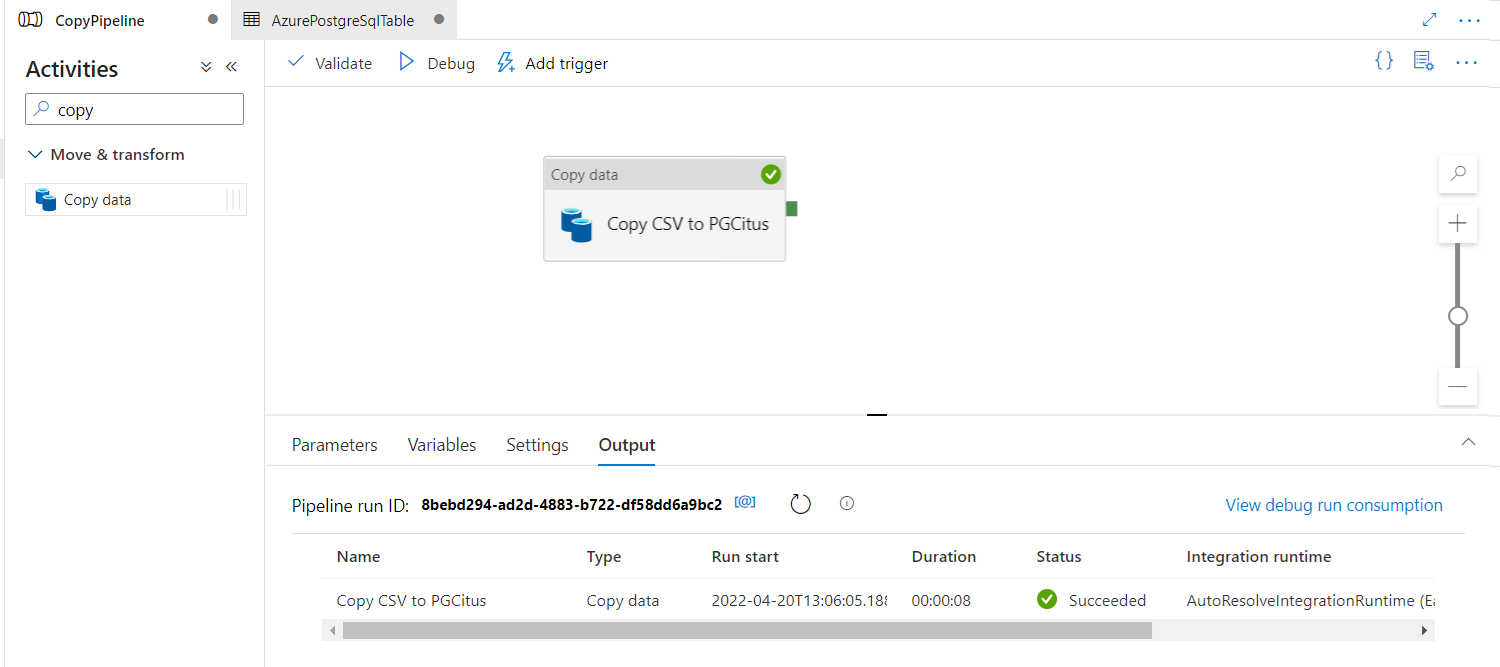 CopyPipeline
AzurePostgreSqlTable
Activities
Validate
Debug
Add trigger
{}
copy
Move & transform
Copy data
Copy data
Copy CSV to PGCitus
Parameters Variables Settings Output
Pipeline run ID: 8bebd294-ad2d-4883-b722-df58dd6a9bc2 [@] View debug run consumption
Name Type Run start Duration Status Integration runtime
Copy CSV to PGCitus Copy data 2022-04-20T13:06:05.188 00:00:08 Succeeded AutoResolveIntegrationRuntime (Ea